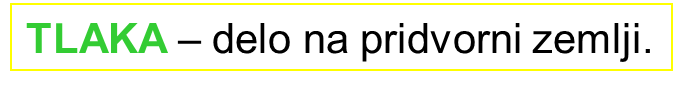 TLAKA – delo na pridvorni zemlji.